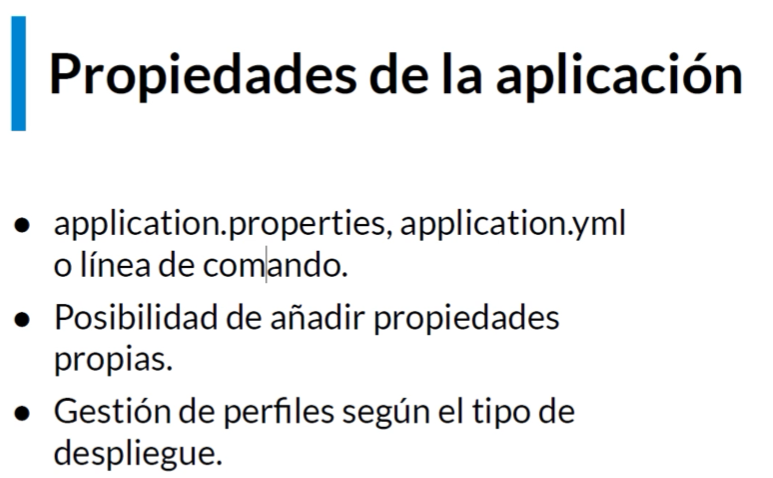 Propiedades de la aplicación
● application.properties, application.yml
o línea de comando.
● Posibilidad de añadir propiedades
propias.
● Gestión de perfiles según el tipo de
despliegue.